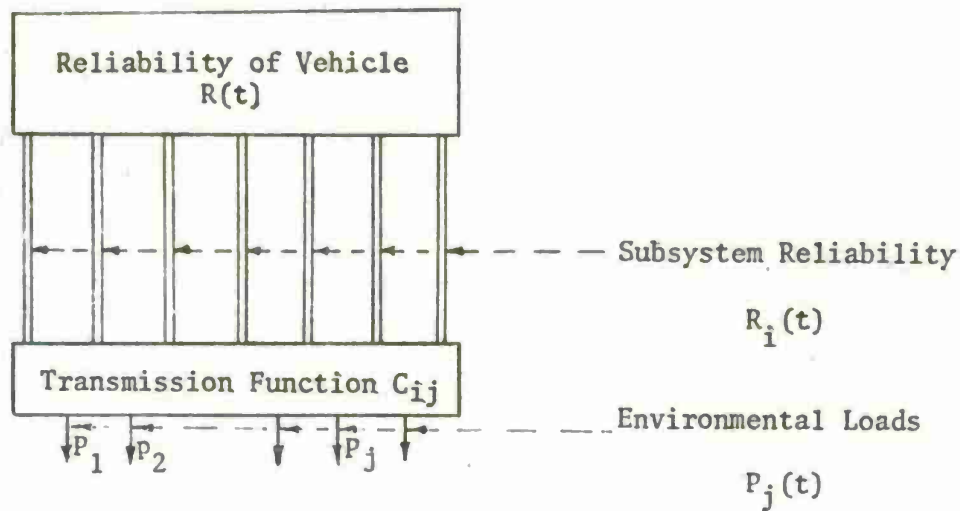 Reliability of Vehicle
R(t)
Subsystem Reliability
R_i(t)
Transmission Function C_ij
P_1 P_2 P_j
Environmental Loads
P_j(t)